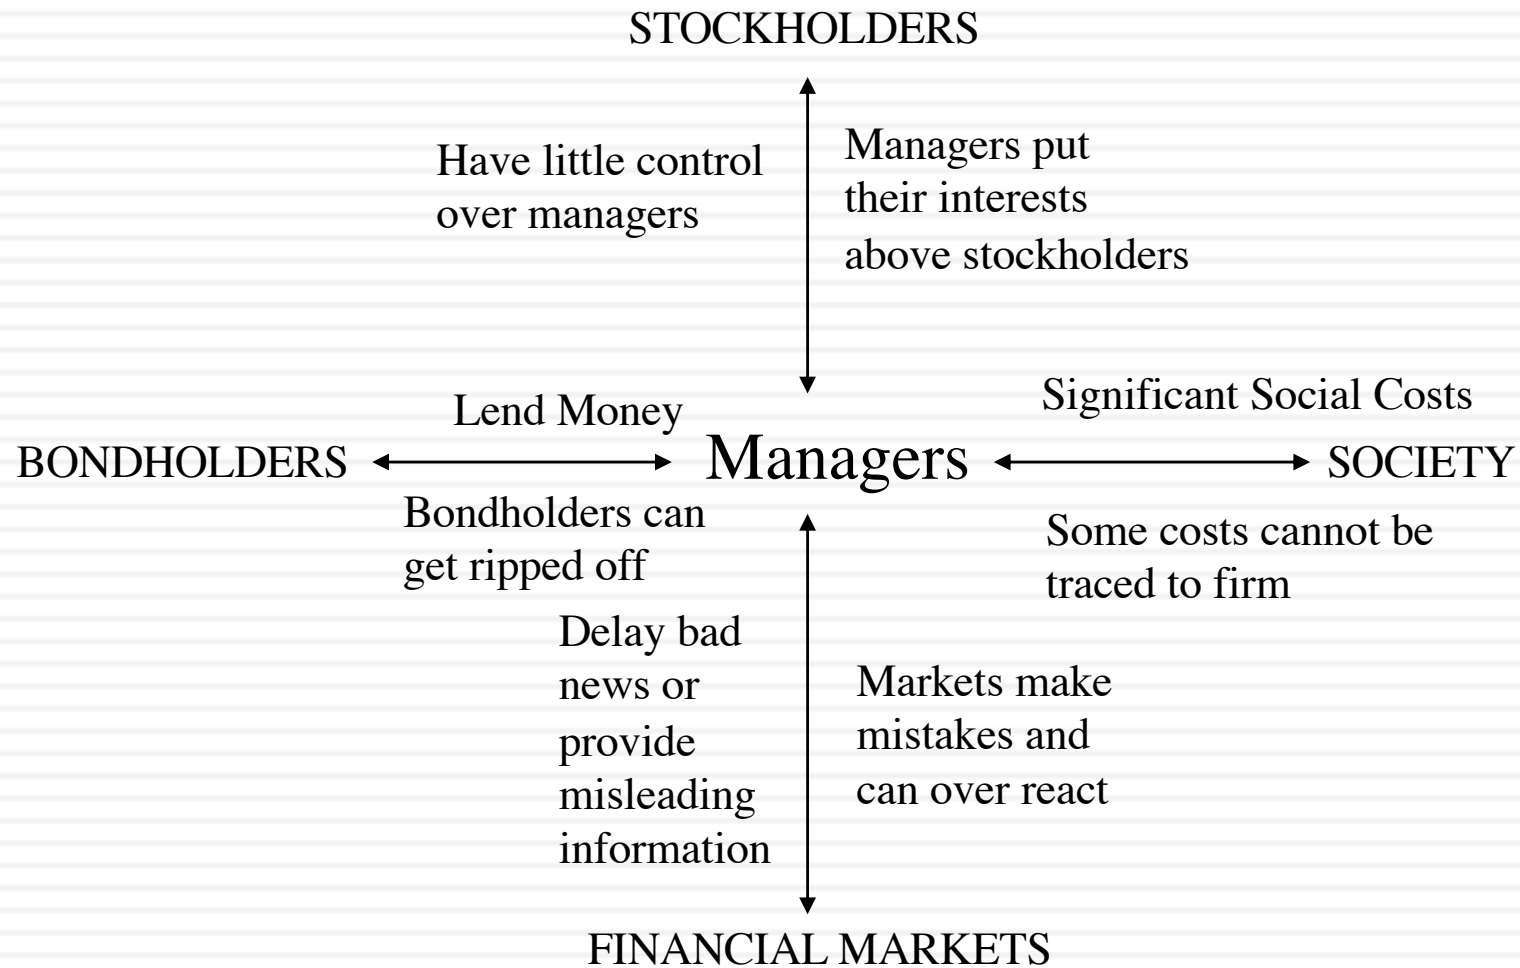 STOCKHOLDERS
Have little control
over managers
Managers put
their interests
above stockholders
Lend Money
Significant Social Costs
BONDHOLDERS
Managers
SOCIETY
Bondholders can
get ripped off
Some costs cannot be
traced to firm
Delay bad
news or
provide
misleading
information
Markets make
mistakes and
can over react
FINANCIAL MARKETS